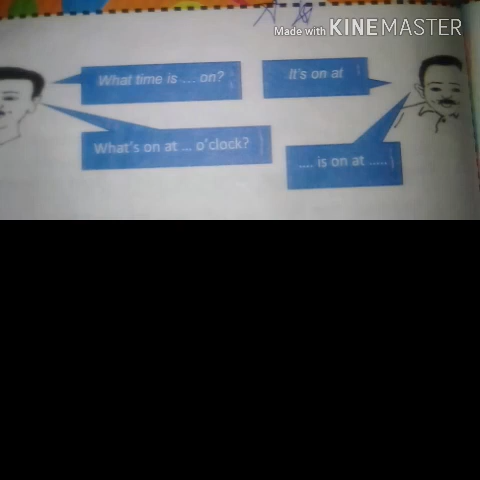 Made with KINEMASTER
What time is .... on?
It's on at
What's on at ... o'clock?
.... is on at .....